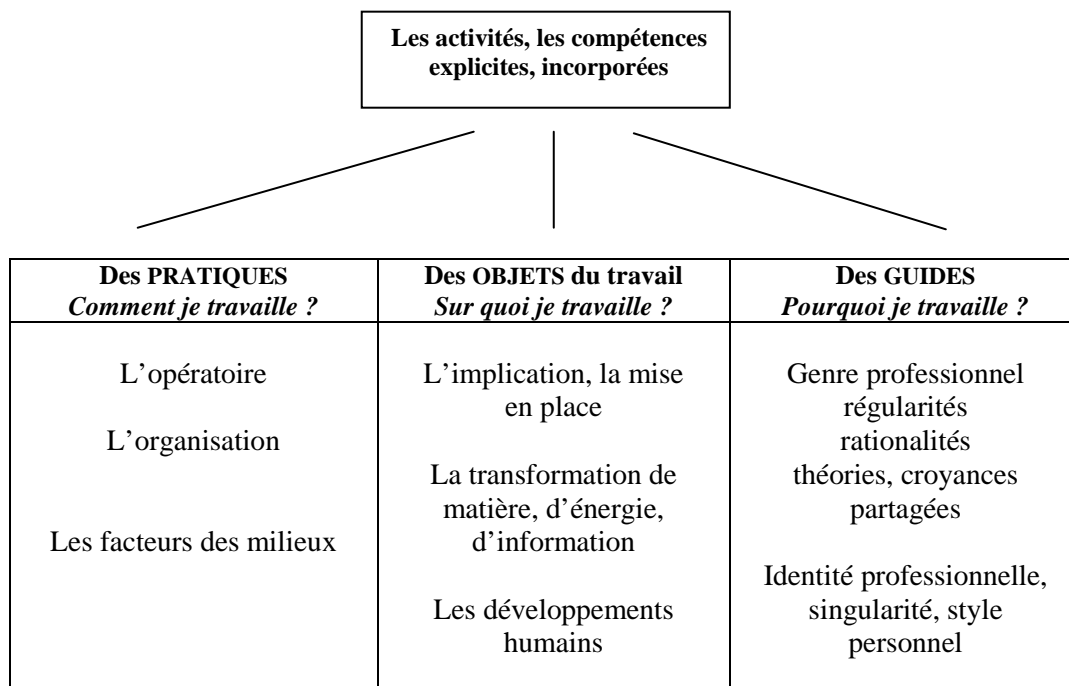 Les activités, les compétences
explicites, incorporées
Des PRATIQUES
Comment je travaille ?
L’opératoire
L’organisation
Les facteurs des milieux
Des OBJETS du travail
Sur quoi je travaille ?
L’implication, la mise
en place
La transformation de
matière, d’énergie,
d’information
Les développements
humains
Des GUIDES
Pourquoi je travaille ?
Genre professionnel
régularités
rationalités
théories, croyances
partagées
Identité professionnelle,
singularité, style
personnel